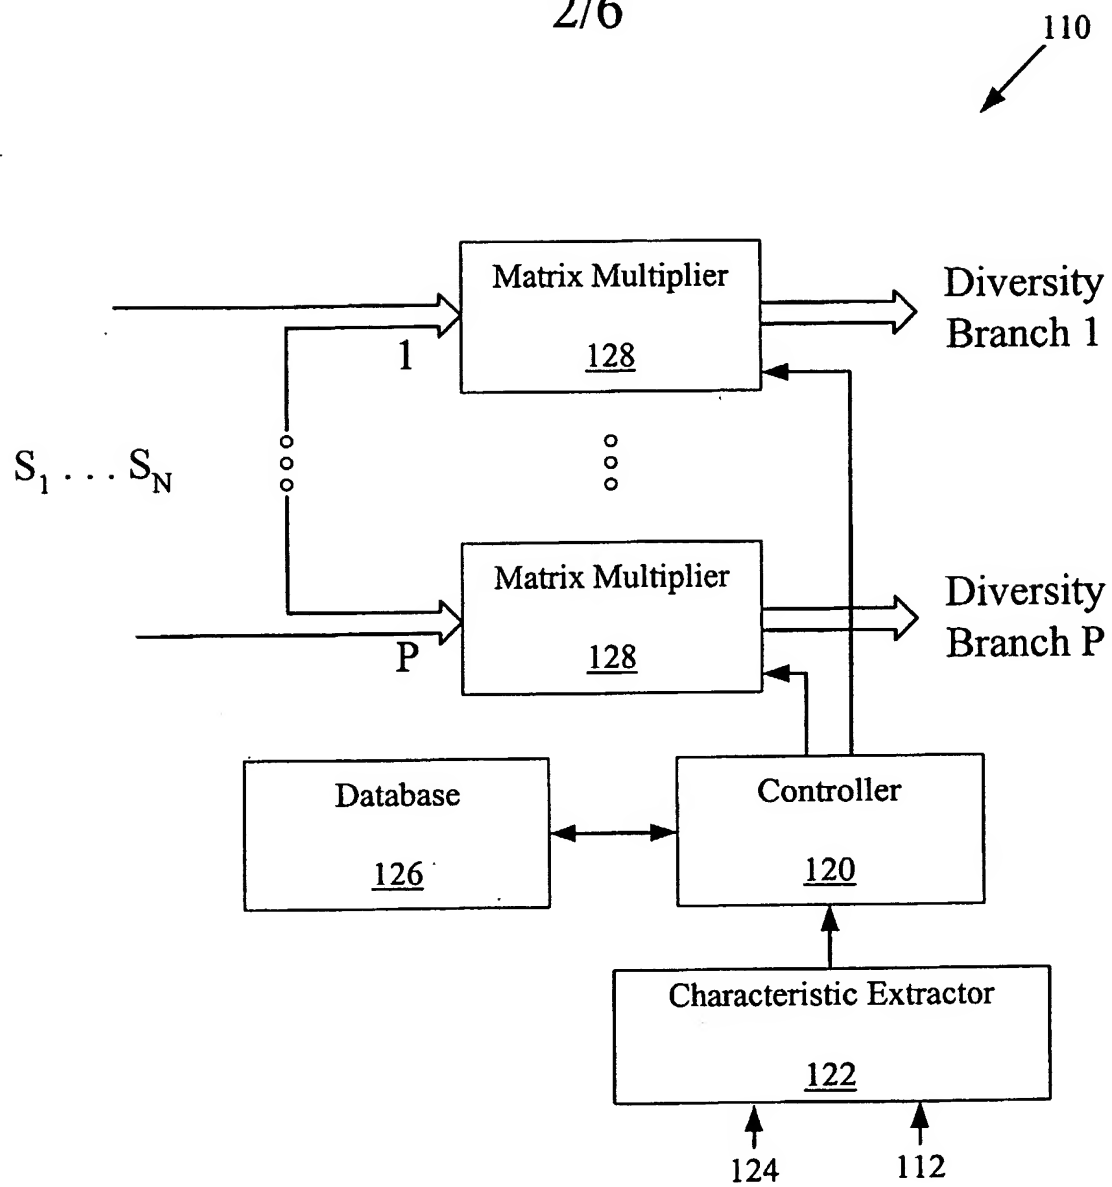 2/6
110
Matrix Multiplier
128
Diversity
Branch 1
1
S1 . . . SN
Matrix Multiplier
128
Diversity
Branch P
P
Database
126
Controller
120
Characteristic Extractor
122
124
112